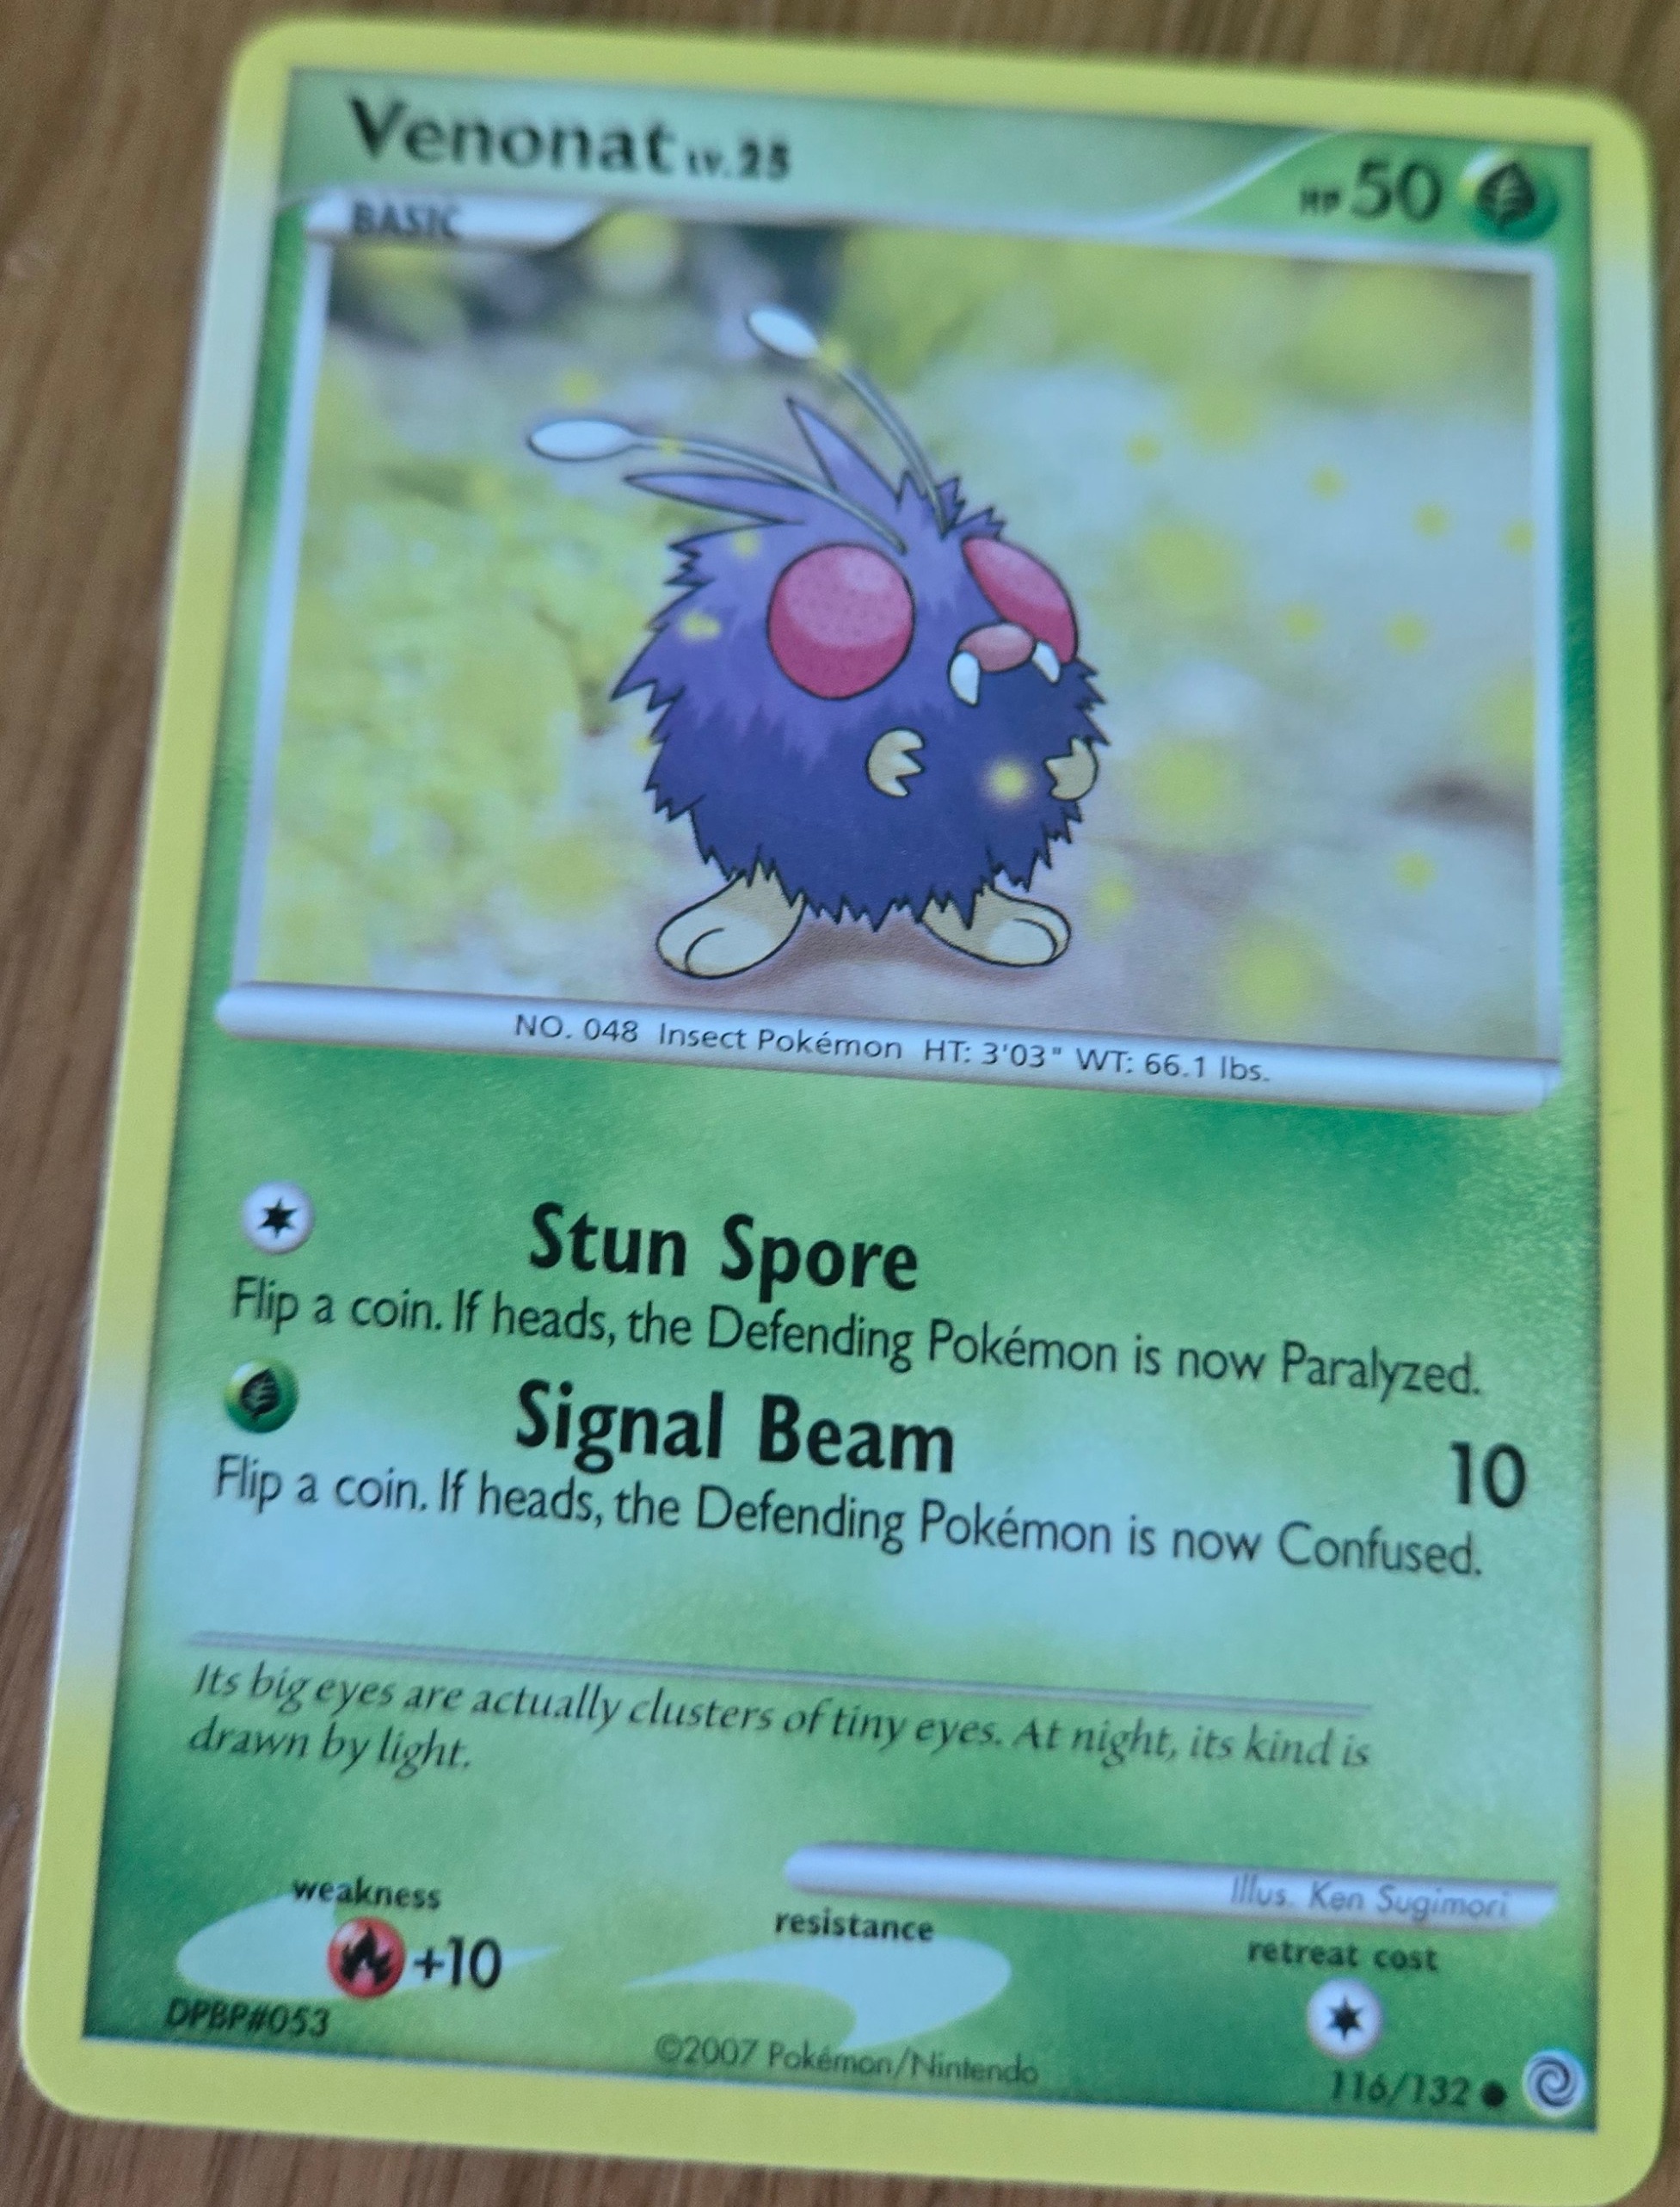 Venonat LV.25
HP 50
BASIC
NO. 048 Insect Pokémon HT: 3'03" WT: 66.1 lbs.
Stun Spore
Flip a coin. If heads, the Defending Pokémon is now Paralyzed.
Signal Beam 10
Flip a coin. If heads, the Defending Pokémon is now Confused.
Its big eyes are actually clusters of tiny eyes. At night, its kind is
drawn by light.
Illus. Ken Sugimori
weakness resistance retreat cost
+10
DPBP#053
©2007 Pokémon/Nintendo
116/132